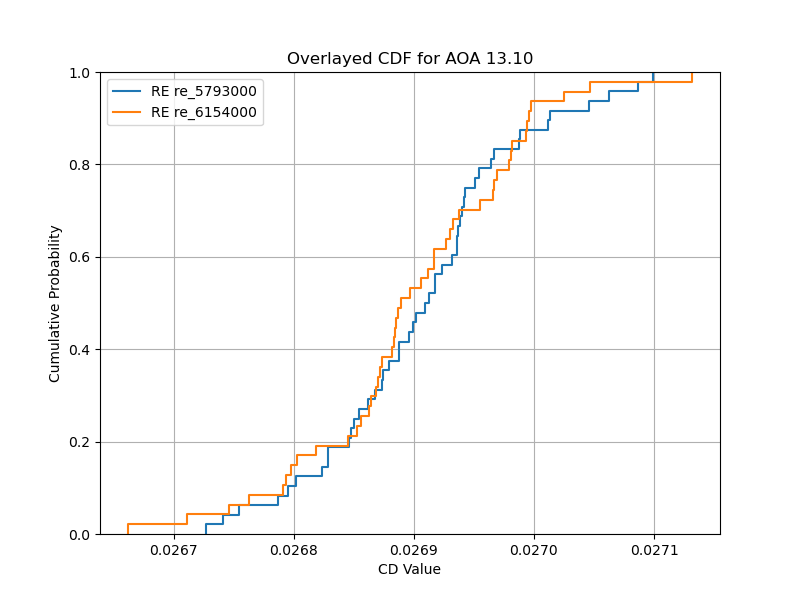 Overlayed CDF for AOA 13.10
RE re_5793000
RE re_6154000
Cumulative Probability
1.0
0.8
0.6
0.4
0.2
0.0
0.0267 0.0268 0.0269 0.0270 0.0271
CD Value